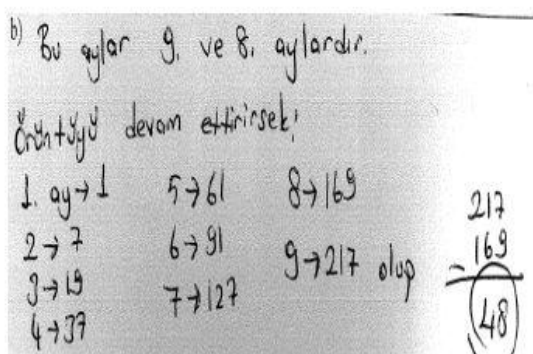 b) Bu aylar 9. ve 8. aylardır.
Örüntüyü devam ettirirsek;
1. ay→1 5→61 8→169
2→7 6→91 9→217 olup
3→19 7→127
4→37
217
- 169
48